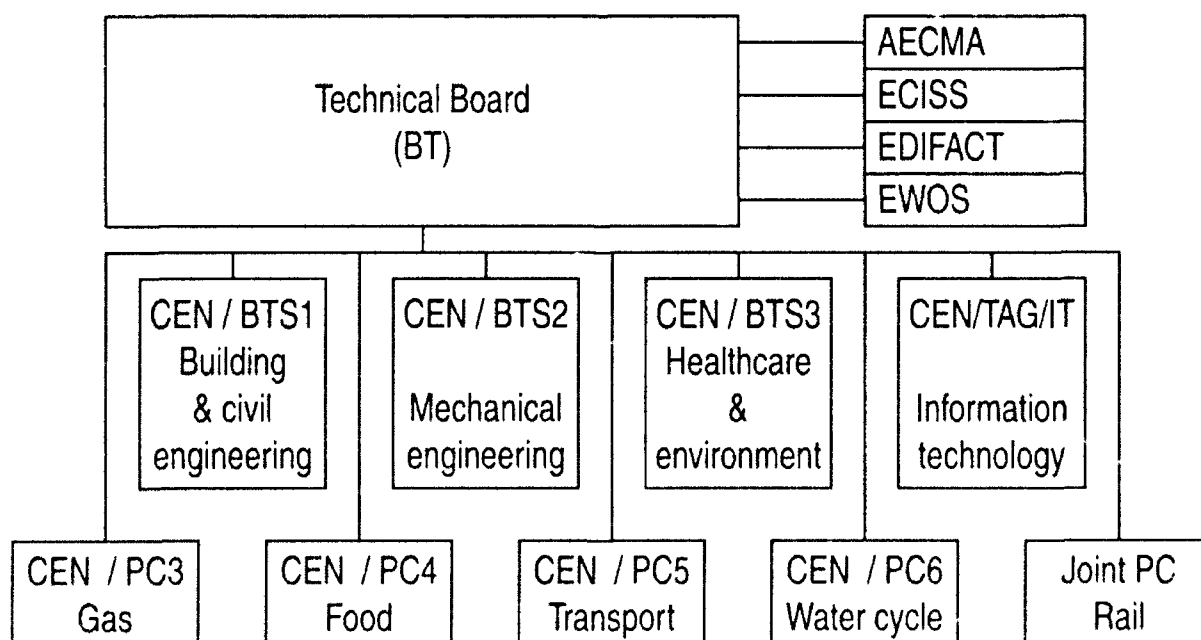 Technical Board
(BT)
AECMA
ECISS
EDIFACT
EWOS
CEN / BTS1
Building
& civil
engineering
CEN / BTS2
Mechanical
engineering
CEN / BTS3
Healthcare
&
environment
CEN/TAG/IT
Information
technology
CEN / PC3
Gas
CEN / PC4
Food
CEN / PC5
Transport
CEN / PC6
Water cycle
Joint PC
Rail